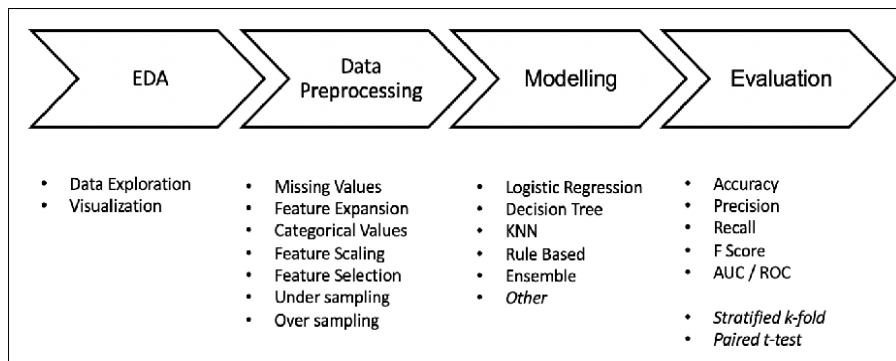 EDA
Data
Preprocessing
Modelling
Evaluation
• Data Exploration
• Visualization
• Missing Values
• Feature Expansion
• Categorical Values
• Feature Scaling
• Feature Selection
• Under sampling
• Over sampling
• Logistic Regression
• Decision Tree
• KNN
• Rule Based
• Ensemble
• Other
• Accuracy
• Precision
• Recall
• F Score
• AUC / ROC
• Stratified k-fold
• Paired t-test